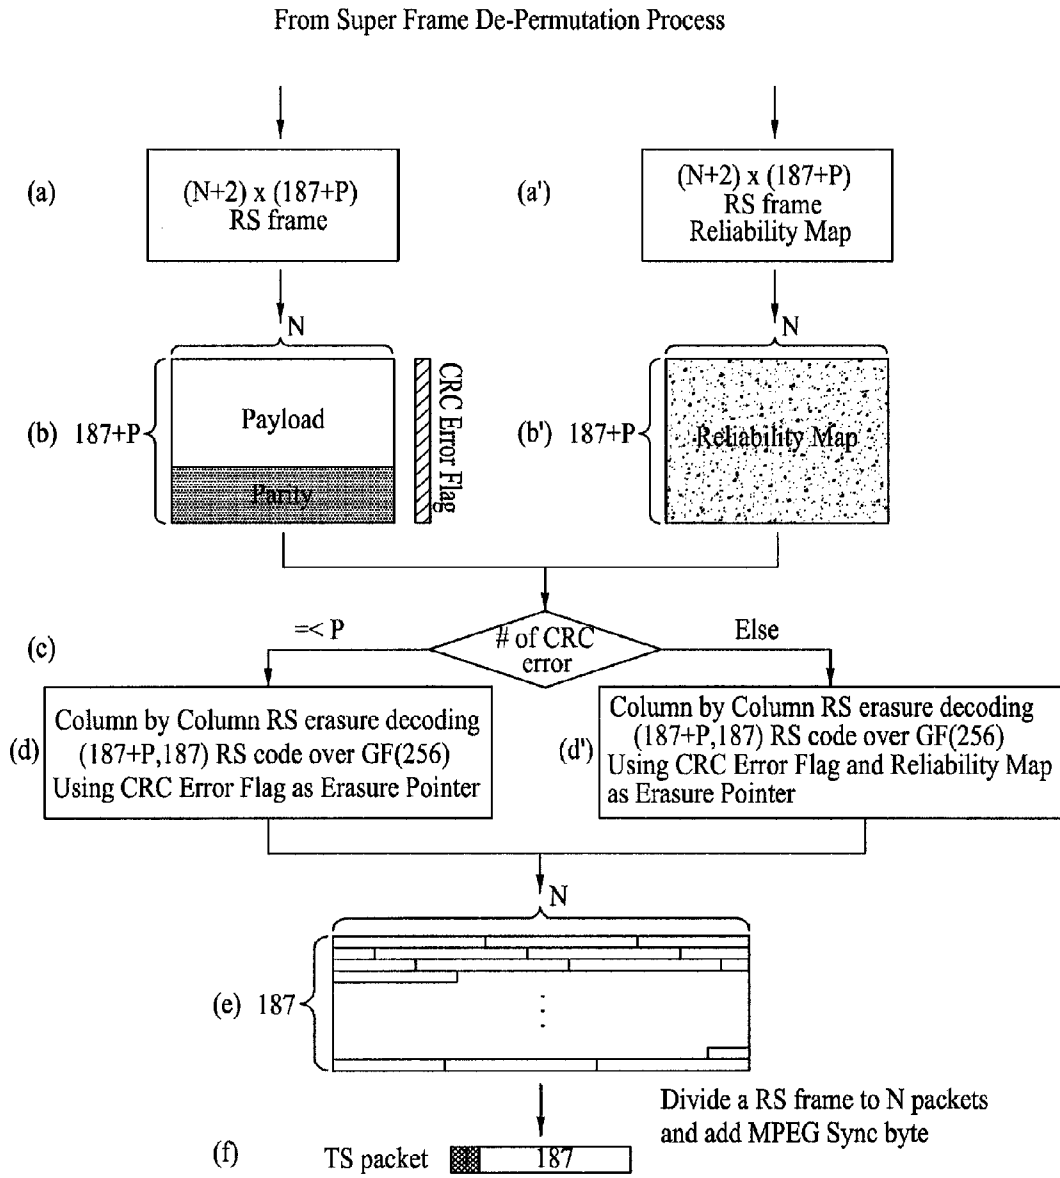 From Super Frame De-Permutation Process
(a)
(N+2) x (187+P)
RS frame
(a')
(N+2) x (187+P)
RS frame
Reliability Map
N
N
(b)
187+P
Payload
Parity
CRC Error Flag
(b')
187+P
Reliability Map
(c)
=< P
# of CRC
error
Else
(d)
Column by Column RS erasure decoding
(187+P,187) RS code over GF(256)
Using CRC Error Flag as Erasure Pointer
(d')
Column by Column RS erasure decoding
(187+P,187) RS code over GF(256)
Using CRC Error Flag and Reliability Map
as Erasure Pointer
N
(e)
187
Divide a RS frame to N packets
and add MPEG Sync byte
(f)
TS packet
187